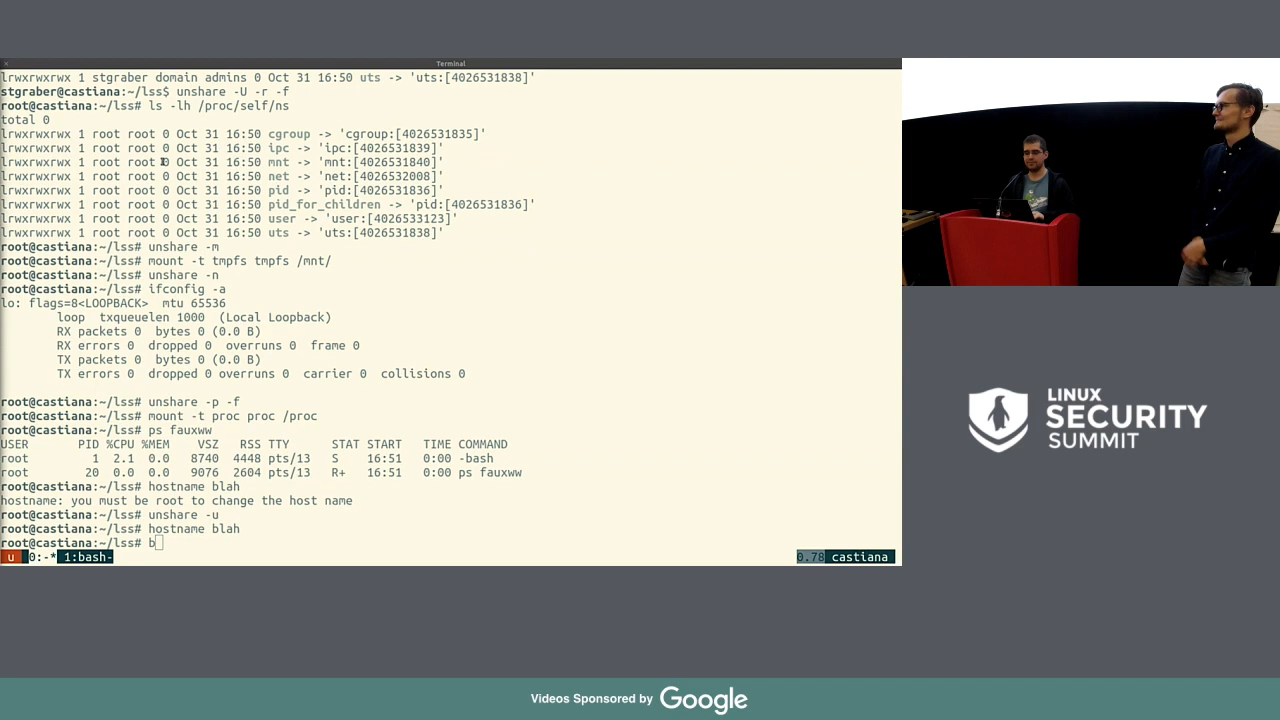 Terminal
lrwxrwxrwx 1 stgraber domain admins 0 Oct 31 16:50 uts -> 'uts:[4026531838]'
stgraber@castiana:~/lss$ unshare -U -r -f
root@castiana:~/lss# ls -lh /proc/self/ns
total 0
lrwxrwxrwx 1 root root 0 Oct 31 16:50 cgroup -> 'cgroup:[4026531835]'
lrwxrwxrwx 1 root root 0 Oct 31 16:50 ipc -> 'ipc:[4026531839]'
lrwxrwxrwx 1 root root 0 Oct 31 16:50 mnt -> 'mnt:[4026531840]'
lrwxrwxrwx 1 root root 0 Oct 31 16:50 net -> 'net:[4026532008]'
lrwxrwxrwx 1 root root 0 Oct 31 16:50 pid -> 'pid:[4026531836]'
lrwxrwxrwx 1 root root 0 Oct 31 16:50 pid_for_children -> 'pid:[4026531836]'
lrwxrwxrwx 1 root root 0 Oct 31 16:50 user -> 'user:[4026533123]'
lrwxrwxrwx 1 root root 0 Oct 31 16:50 uts -> 'uts:[4026531838]'
root@castiana:~/lss# unshare -m
root@castiana:~/lss# mount -t tmpfs tmpfs /mnt/
root@castiana:~/lss# unshare -n
root@castiana:~/lss# ifconfig -a
lo: flags=8<LOOPBACK>  mtu 65536
        loop  txqueuelen 1000  (Local Loopback)
        RX packets 0  bytes 0 (0.0 B)
        RX errors 0  dropped 0  overruns 0  frame 0
        TX packets 0  bytes 0 (0.0 B)
        TX errors 0  dropped 0 overruns 0  carrier 0  collisions 0
root@castiana:~/lss# unshare -p -f
root@castiana:~/lss# mount -t proc proc /proc
root@castiana:~/lss# ps fauxww
USER       PID %CPU %MEM    VSZ   RSS TTY      STAT START   TIME COMMAND
root         1  2.1  0.0   8740  4448 pts/13   S    16:51   0:00 -bash
root        20  0.0  0.0   9076  2604 pts/13   R+   16:51   0:00 ps fauxww
root@castiana:~/lss# hostname blah
hostname: you must be root to change the host name
root@castiana:~/lss# unshare -u
root@castiana:~/lss# hostname blah
root@castiana:~/lss# b
u 0:-* 1:bash- 0.78 castiana
LINUX
SECURITY
SUMMIT
Videos Sponsored by Google